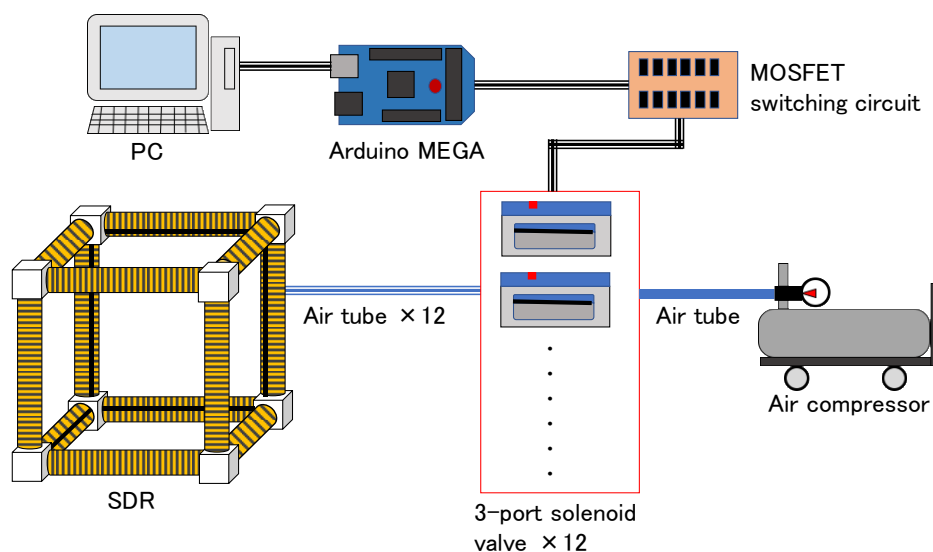 PC
Arduino MEGA
MOSFET
switching circuit
SDR
Air tube ×12
Air tube
Air compressor
3-port solenoid
valve ×12